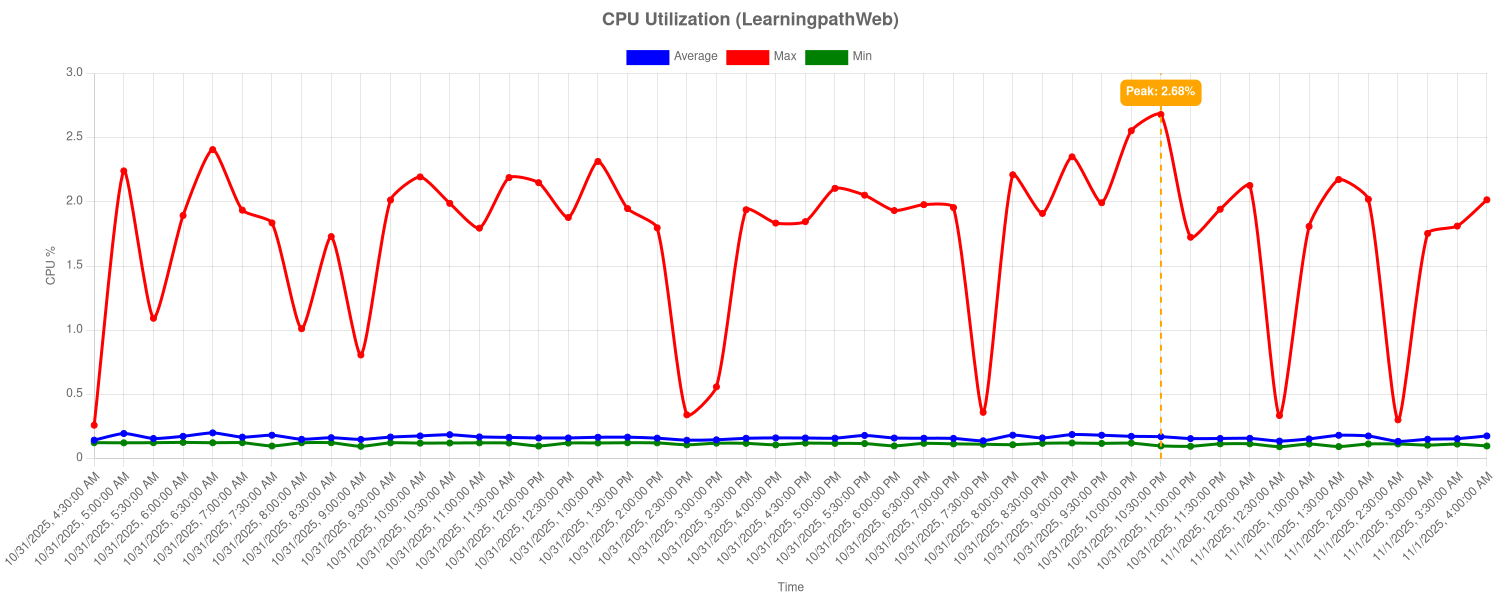 CPU Utilization (LearningpathWeb)
Average Max Min
Peak: 2.68%
3.0
2.5
2.0
1.5
1.0
0.5
0
CPU %
10/31/2025, 4:30:00 AM
10/31/2025, 5:00:00 AM
10/31/2025, 5:30:00 AM
10/31/2025, 6:00:00 AM
10/31/2025, 6:30:00 AM
10/31/2025, 7:00:00 AM
10/31/2025, 7:30:00 AM
10/31/2025, 8:00:00 AM
10/31/2025, 8:30:00 AM
10/31/2025, 9:00:00 AM
10/31/2025, 9:30:00 AM
10/31/2025, 10:00:00 AM
10/31/2025, 10:30:00 AM
10/31/2025, 11:00:00 AM
10/31/2025, 11:30:00 AM
10/31/2025, 12:00:00 PM
10/31/2025, 12:30:00 PM
10/31/2025, 1:00:00 PM
10/31/2025, 1:30:00 PM
10/31/2025, 2:00:00 PM
10/31/2025, 2:30:00 PM
10/31/2025, 3:00:00 PM
10/31/2025, 3:30:00 PM
10/31/2025, 4:00:00 PM
10/31/2025, 4:30:00 PM
10/31/2025, 5:00:00 PM
10/31/2025, 5:30:00 PM
10/31/2025, 6:00:00 PM
10/31/2025, 6:30:00 PM
10/31/2025, 7:00:00 PM
10/31/2025, 7:30:00 PM
10/31/2025, 8:00:00 PM
10/31/2025, 8:30:00 PM
10/31/2025, 9:00:00 PM
10/31/2025, 9:30:00 PM
10/31/2025, 10:00:00 PM
10/31/2025, 10:30:00 PM
10/31/2025, 11:00:00 PM
10/31/2025, 11:30:00 PM
11/1/2025, 12:00:00 AM
11/1/2025, 12:30:00 AM
11/1/2025, 1:00:00 AM
11/1/2025, 1:30:00 AM
11/1/2025, 2:00:00 AM
11/1/2025, 2:30:00 AM
11/1/2025, 3:00:00 AM
11/1/2025, 3:30:00 AM
11/1/2025, 4:00:00 AM
Time